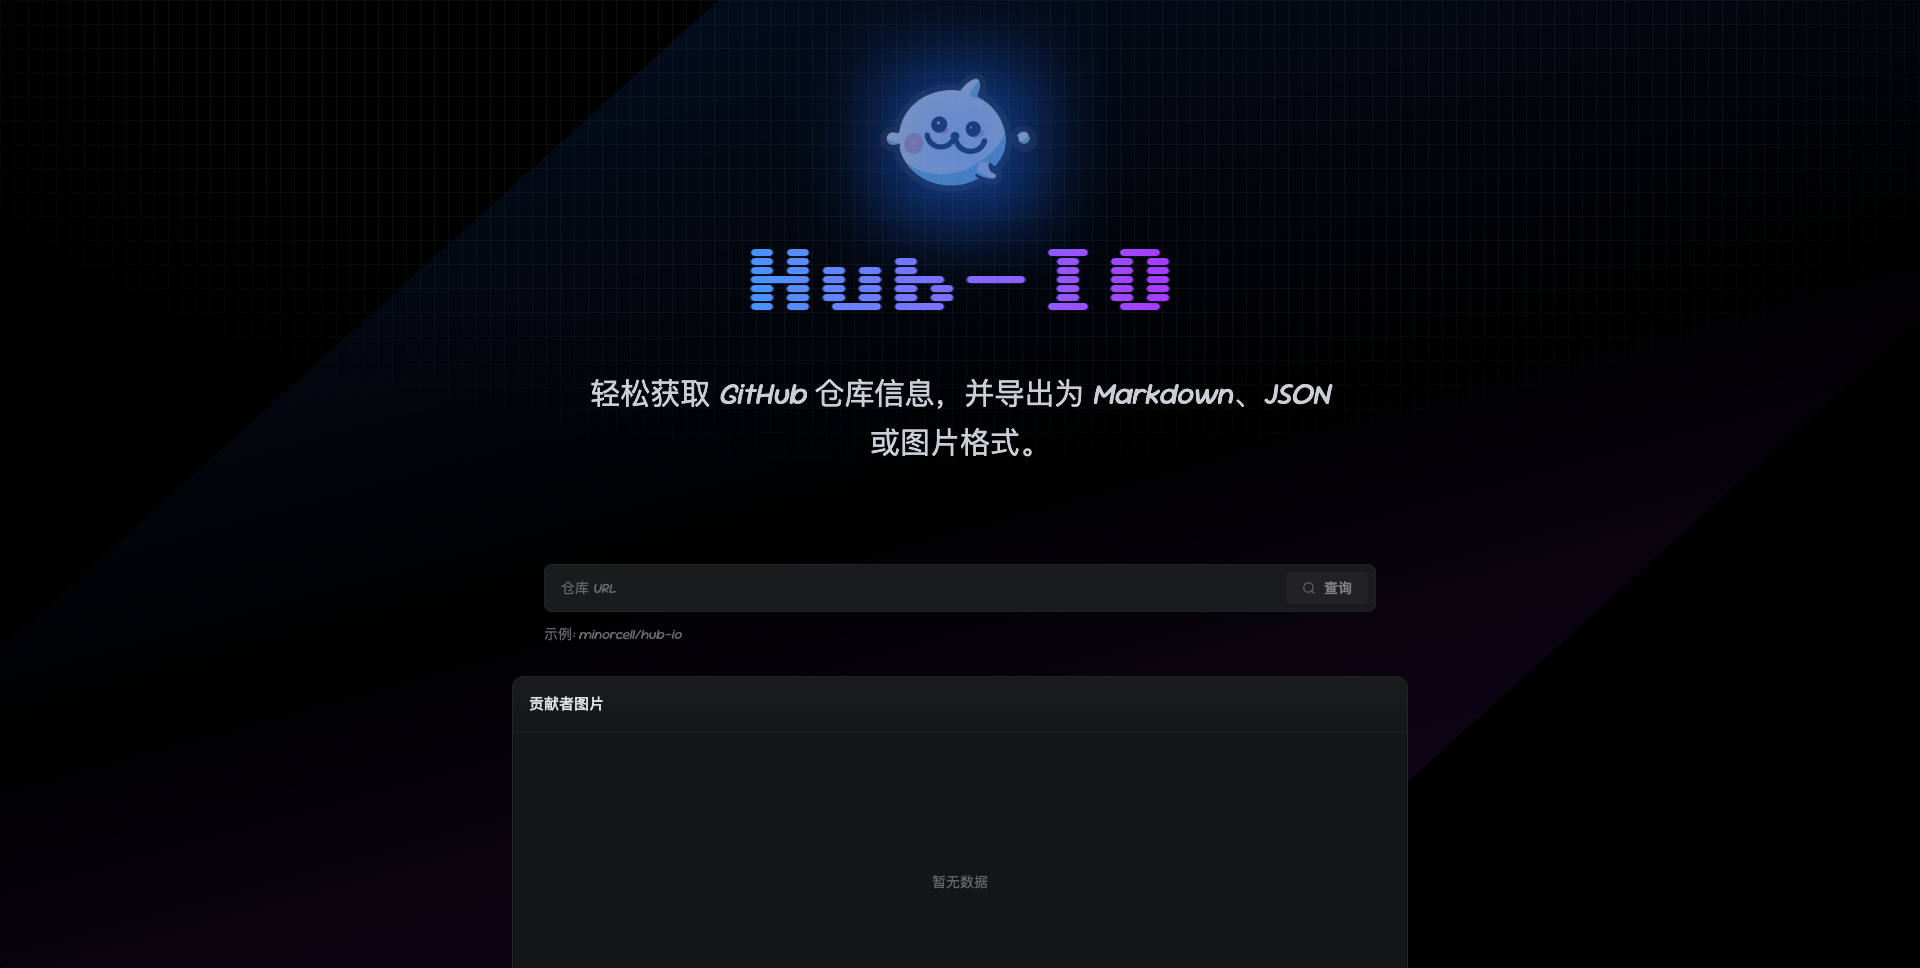 Hub-IO
轻松获取 GitHub 仓库信息，并导出为 Markdown、JSON
或图片格式。
仓库 URL
查询
示例: minorcell/hub-io
贡献者图片
暂无数据